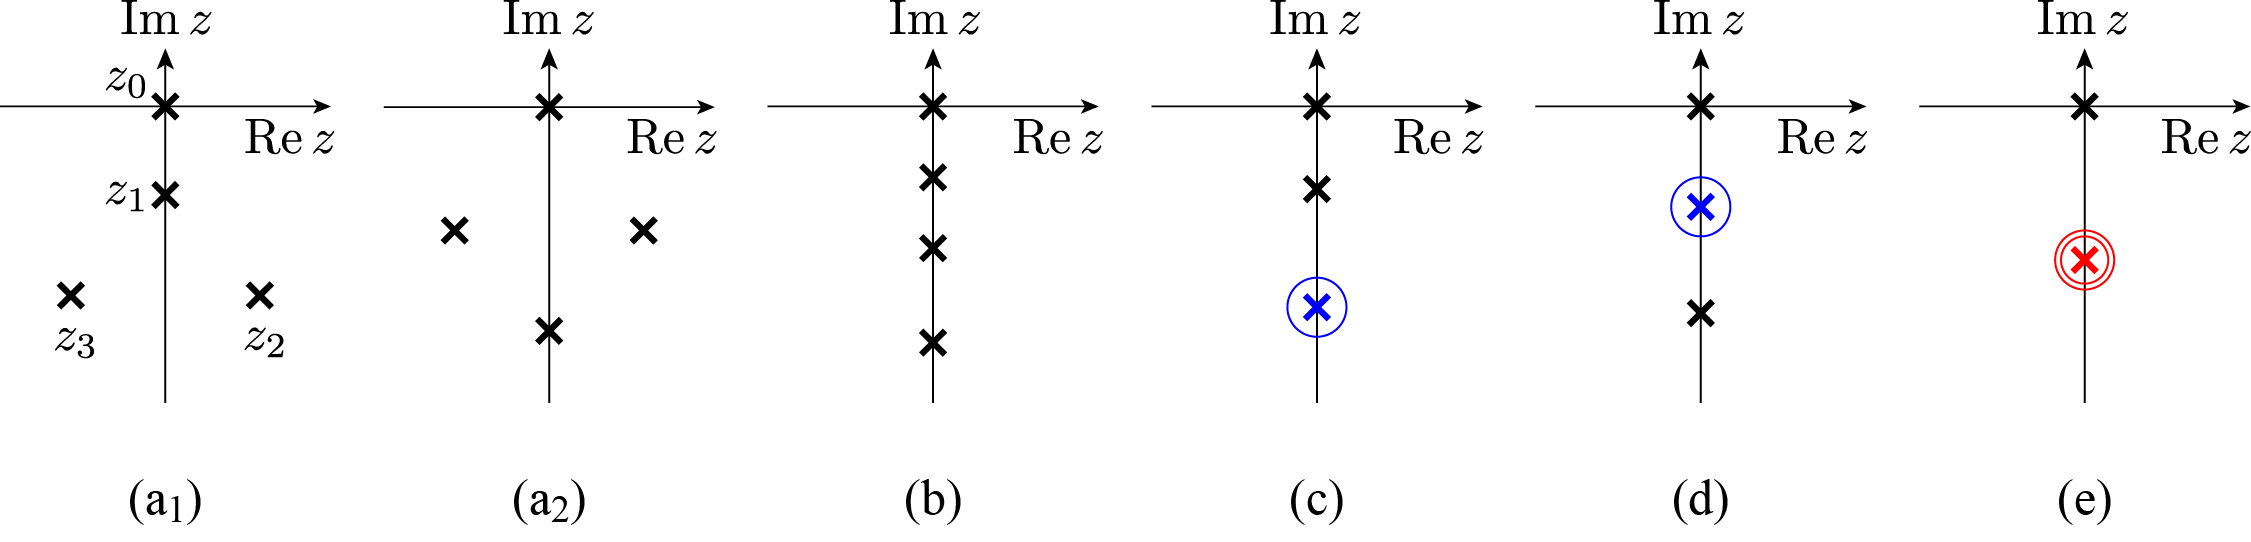 Im z Im z Im z Im z Im z Im z
z₀
Re z Re z Re z Re z Re z Re z
z₁
z₃ z₂
(a₁) (a₂) (b) (c) (d) (e)